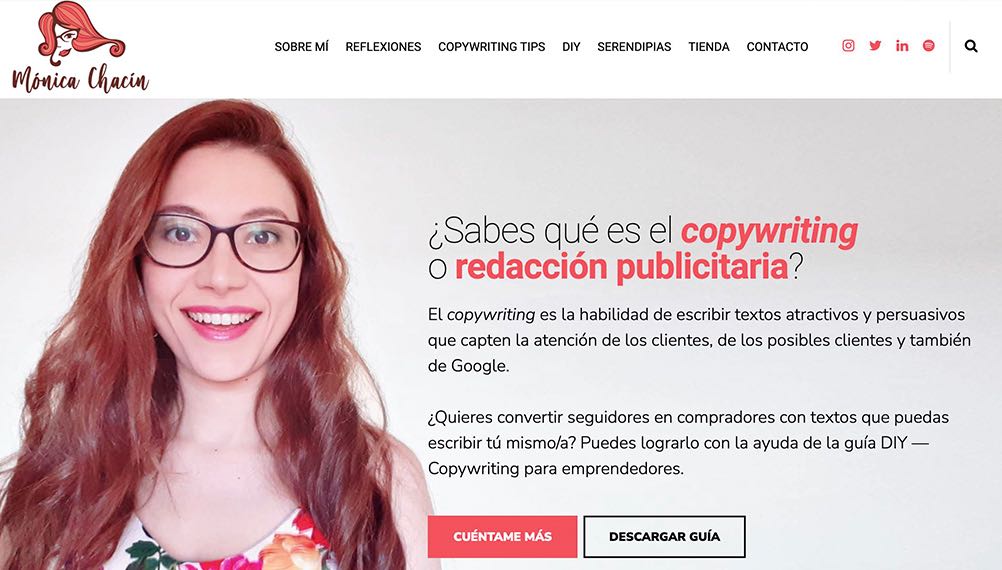 Mónica Chacín
SOBRE MÍ REFLEXIONES COPYWRITING TIPS DIY SERENDIPIAS TIENDA CONTACTO
¿Sabes qué es el copywriting
o redacción publicitaria?
El copywriting es la habilidad de escribir textos atractivos y persuasivos
que capten la atención de los clientes, de los posibles clientes y también
de Google.
¿Quieres convertir seguidores en compradores con textos que puedas
escribir tú mismo/a? Puedes lograrlo con la ayuda de la guía DIY —
Copywriting para emprendedores.
CUÉNTAME MÁS DESCARGAR GUÍA